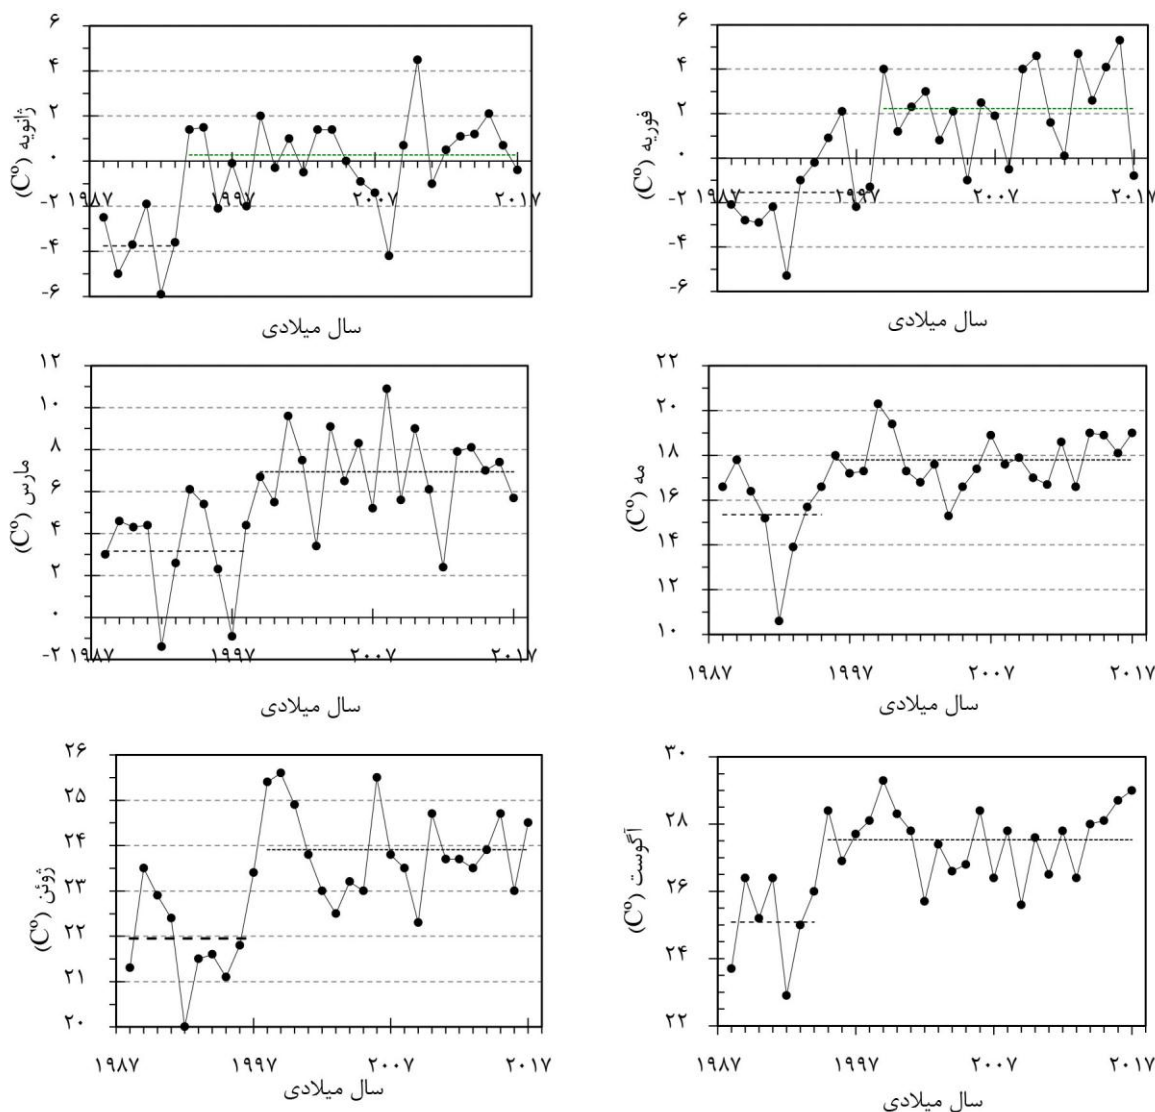 ۶
۴
۲
۰
-۲
-۴
-۶
ژانویه (C°)
۱۹۸۷ ۱۹۹۷ ۲۰۰۷ ۲۰۱۷
سال میلادی
۶
۴
۲
۰
-۲
-۴
-۶
فوریه (C°)
۱۹۸۷ ۱۹۹۷ ۲۰۰۷ ۲۰۱۷
سال میلادی
۱۲
۱۰
۸
۶
۴
۲
۰
-۲
مارس (C°)
۱۹۸۷ ۱۹۹۷ ۲۰۰۷ ۲۰۱۷
سال میلادی
۲۲
۲۰
۱۸
۱۶
۱۴
۱۲
۱۰
مه (C°)
۱۹۸۷ ۱۹۹۷ ۲۰۰۷ ۲۰۱۷
سال میلادی
۲۶
۲۵
۲۴
۲۳
۲۲
۲۱
۲۰
ژوئن (C°)
۱۹۸۷ ۱۹۹۷ ۲۰۰۷ ۲۰۱۷
سال میلادی
۳۰
۲۸
۲۶
۲۴
۲۲
آگوست (C°)
۱۹۸۷ ۱۹۹۷ ۲۰۰۷ ۲۰۱۷
سال میلادی